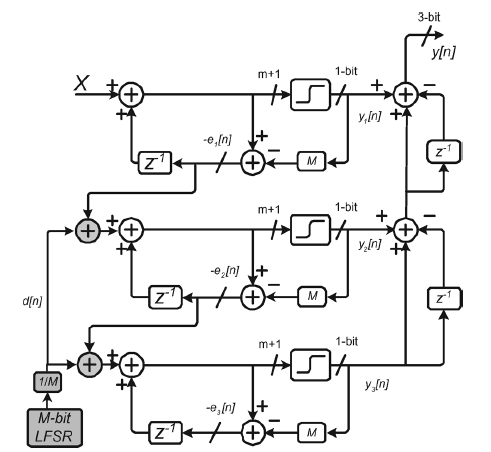 3-bit
y[n]
X
+
+
+
m+1
1-bit
+
+
−
-e₁[n]
+
+
−
y₁[n]
+
z⁻¹
M
z⁻¹
+
+
+
+
m+1
1-bit
+
+
−
d[n]
-e₂[n]
+
+
−
y₂[n]
+
z⁻¹
M
z⁻¹
+
+
+
+
m+1
1-bit
1/M
-e₃[n]
+
+
−
y₃[n]
z⁻¹
M
M-bit
LFSR